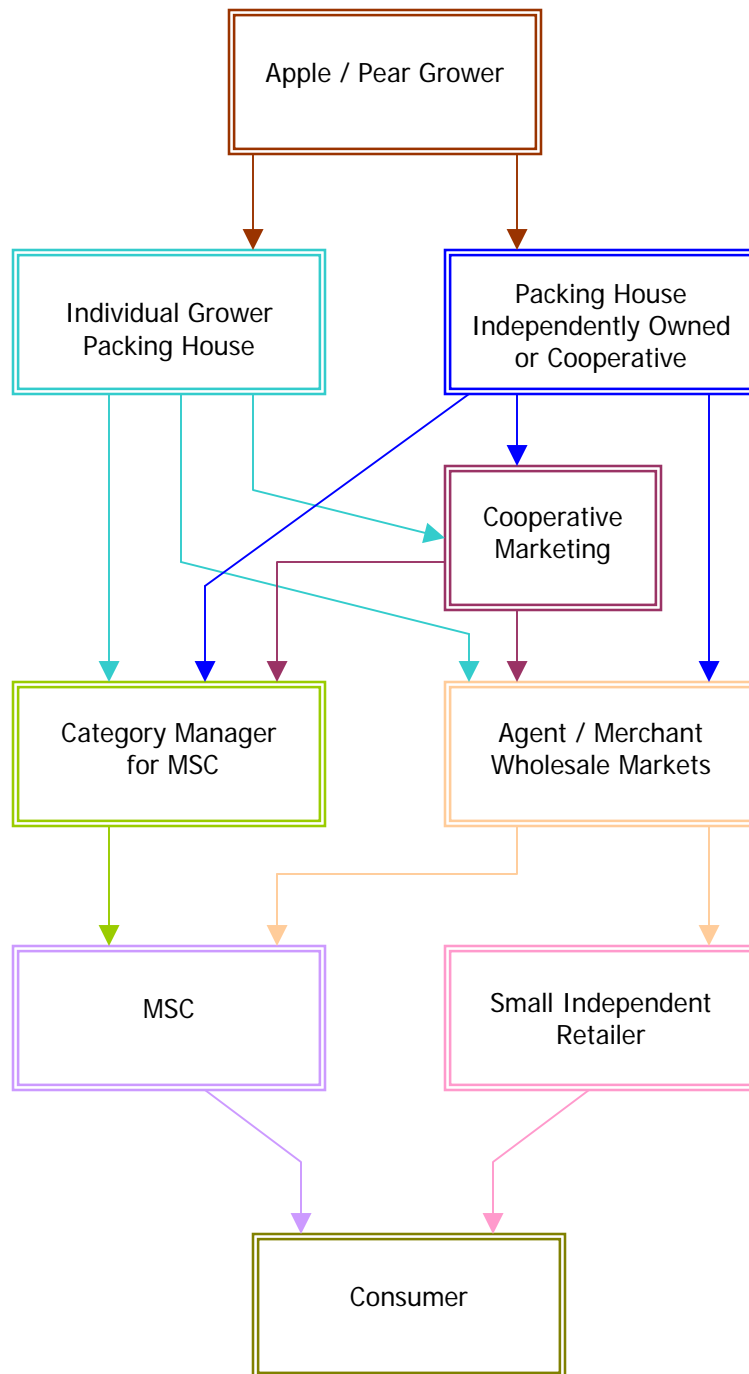 Apple / Pear Grower
Individual Grower
Packing House
Packing House
Independently Owned
or Cooperative
Cooperative
Marketing
Category Manager
for MSC
Agent / Merchant
Wholesale Markets
MSC
Small Independent
Retailer
Consumer